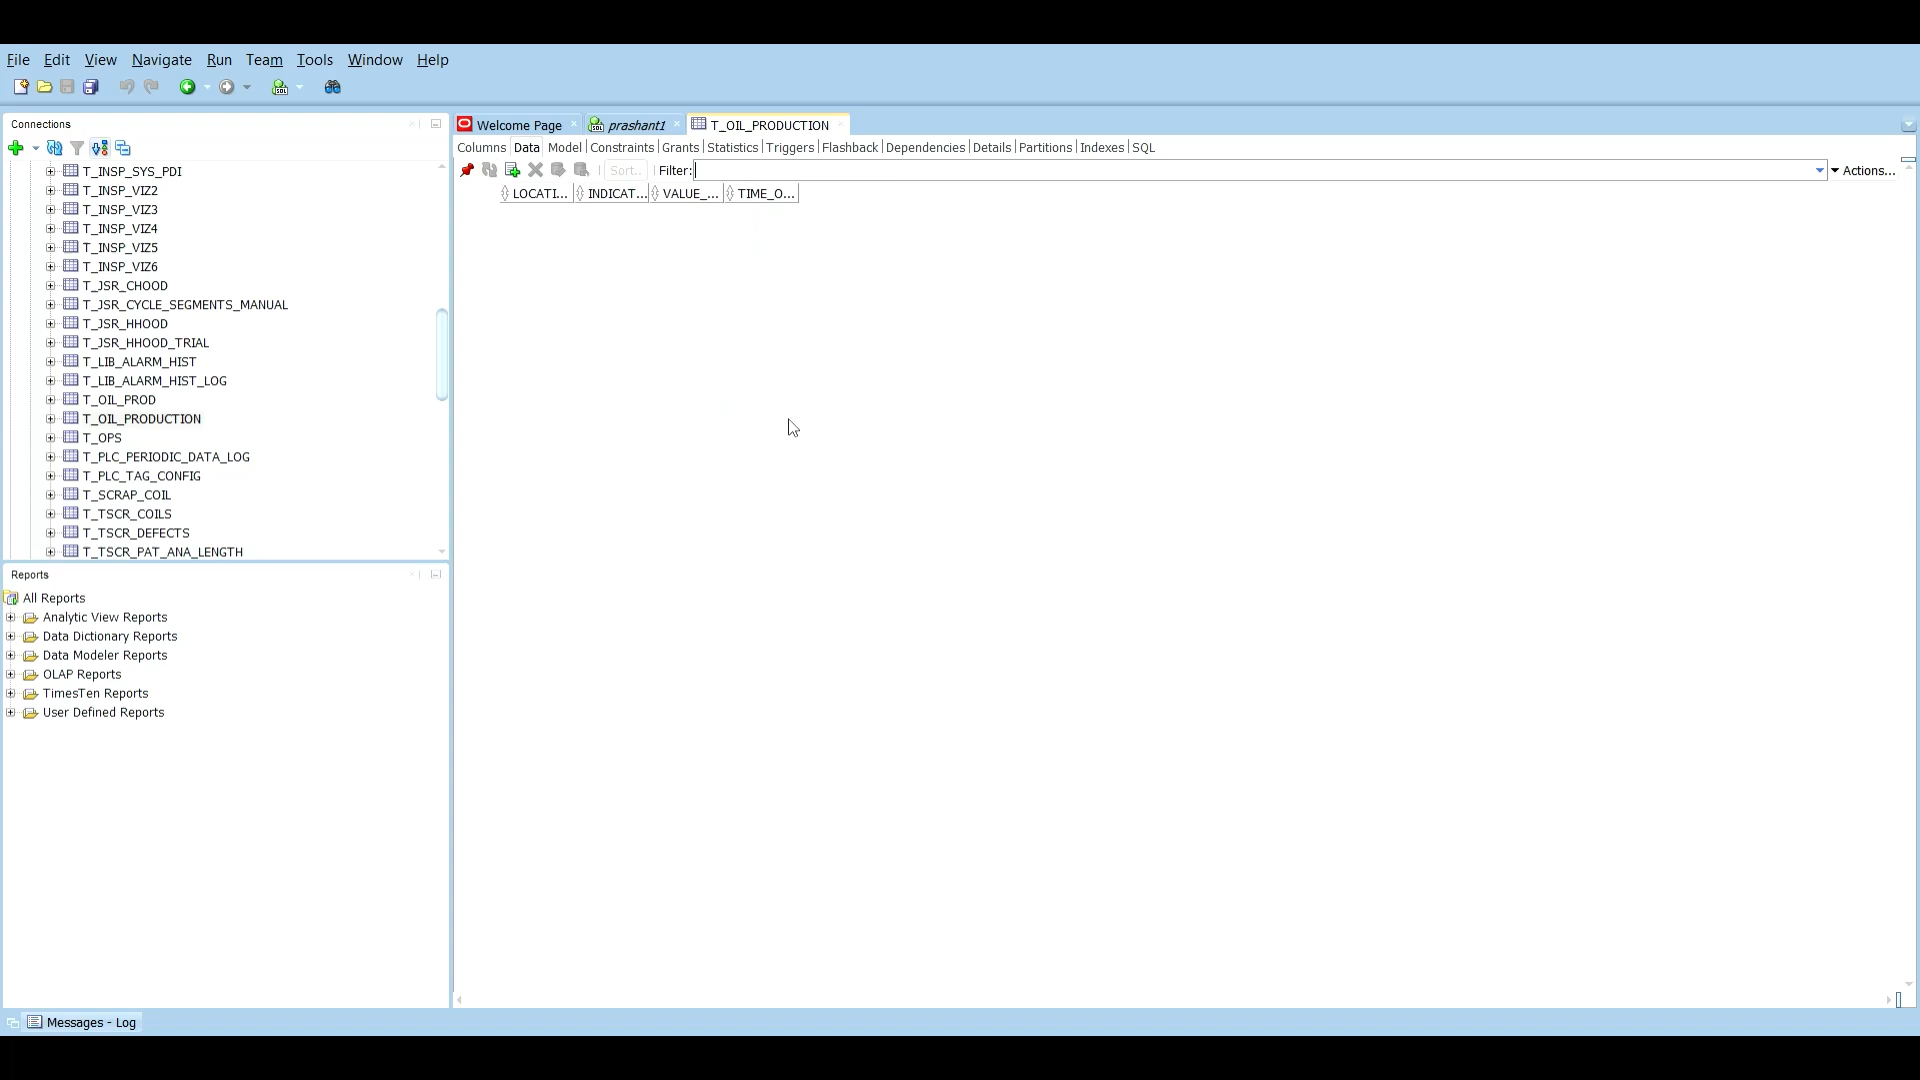 File Edit View Navigate Run Team Tools Window Help
Connections
Welcome Page
prashant1
T_OIL_PRODUCTION
Columns Data Model Constraints Grants Statistics Triggers Flashback Dependencies Details Partitions Indexes SQL
Sort.. Filter: Actions...
LOCATI... INDICAT... VALUE_... TIME_O...
T_INSP_SYS_PDI
T_INSP_VIZ2
T_INSP_VIZ3
T_INSP_VIZ4
T_INSP_VIZ5
T_INSP_VIZ6
T_JSR_CHOOD
T_JSR_CYCLE_SEGMENTS_MANUAL
T_JSR_HHOOD
T_JSR_HHOOD_TRIAL
T_LIB_ALARM_HIST
T_LIB_ALARM_HIST_LOG
T_OIL_PROD
T_OIL_PRODUCTION
T_OPS
T_PLC_PERIODIC_DATA_LOG
T_PLC_TAG_CONFIG
T_SCRAP_COIL
T_TSCR_COILS
T_TSCR_DEFECTS
T_TSCR_PAT_ANA_LENGTH
Reports
All Reports
Analytic View Reports
Data Dictionary Reports
Data Modeler Reports
OLAP Reports
TimesTen Reports
User Defined Reports
Messages - Log